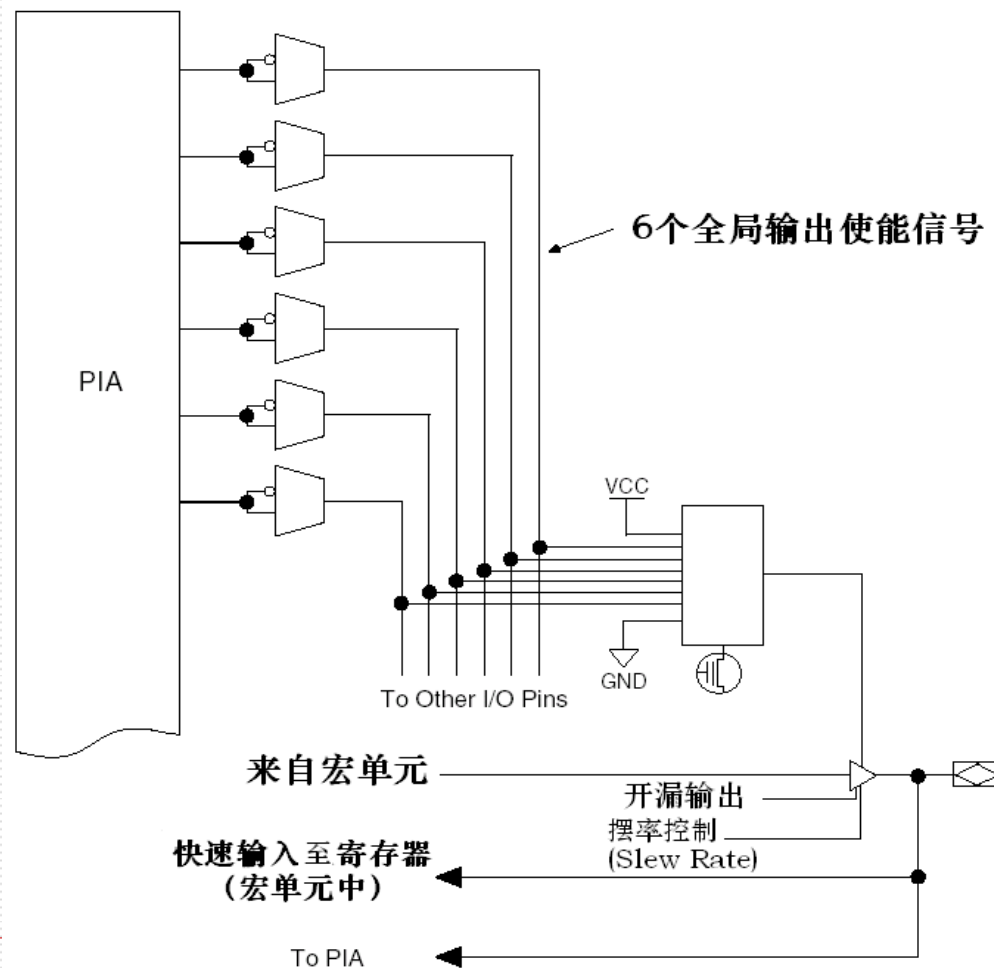 6个全局输出使能信号
PIA
VCC
GND
To Other I/O Pins
来自宏单元
开漏输出
摆率控制
(Slew Rate)
快速输入至寄存器
（宏单元中）
To PIA